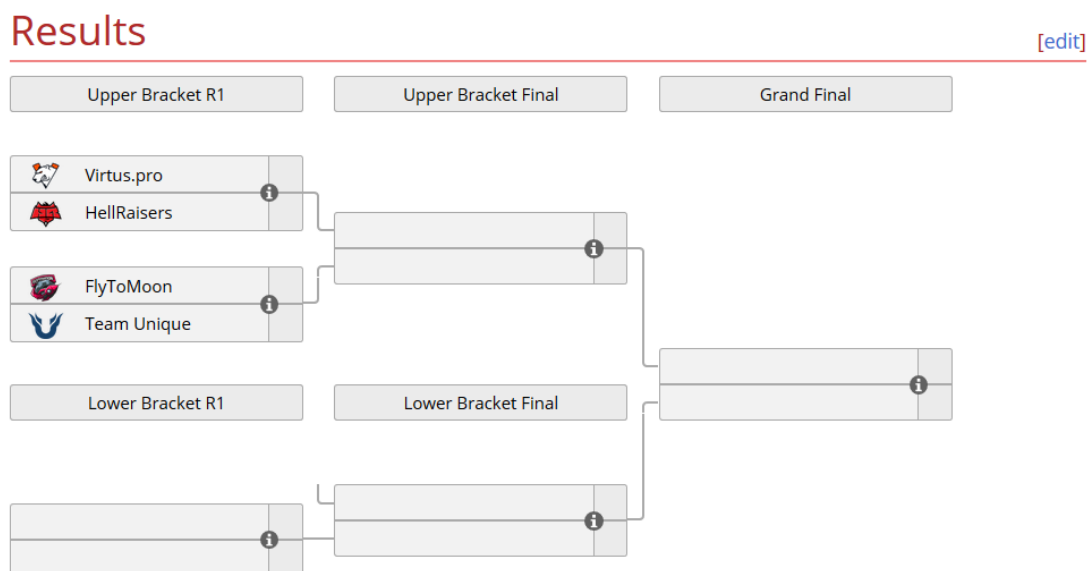 Results
[edit]
Upper Bracket R1
Upper Bracket Final
Grand Final
Virtus.pro
HellRaisers
FlyToMoon
Team Unique
Lower Bracket R1
Lower Bracket Final